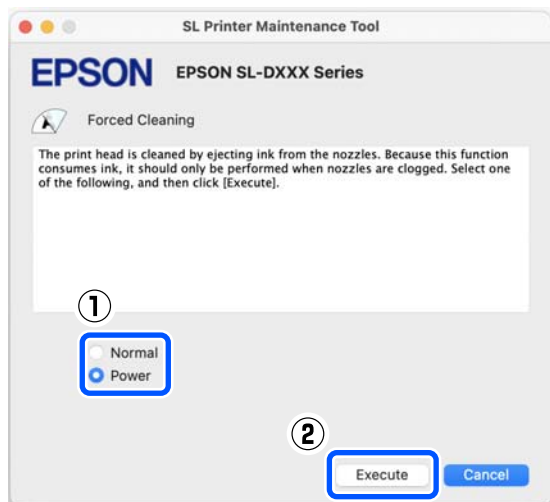 SL Printer Maintenance Tool
EPSON EPSON SL-DXXX Series
Forced Cleaning
The print head is cleaned by ejecting ink from the nozzles. Because this function
consumes ink, it should only be performed when nozzles are clogged. Select one
of the following, and then click [Execute].
①
Normal
Power
②
Execute Cancel